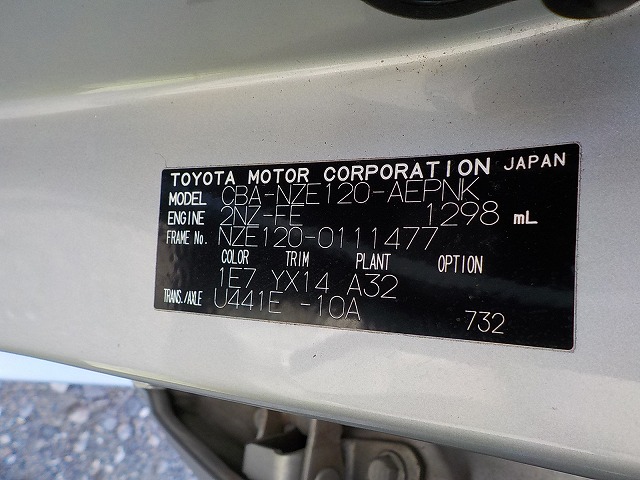 TOYOTA MOTOR CORPORATION JAPAN
MODEL CBA-NZE120-AEPNK
ENGINE 2NZ-FE 1298 mL
FRAME No. NZE120-0111477
COLOR TRIM PLANT OPTION
1E7 YX14 A32
TRANS./AXLE U441E -10A
732